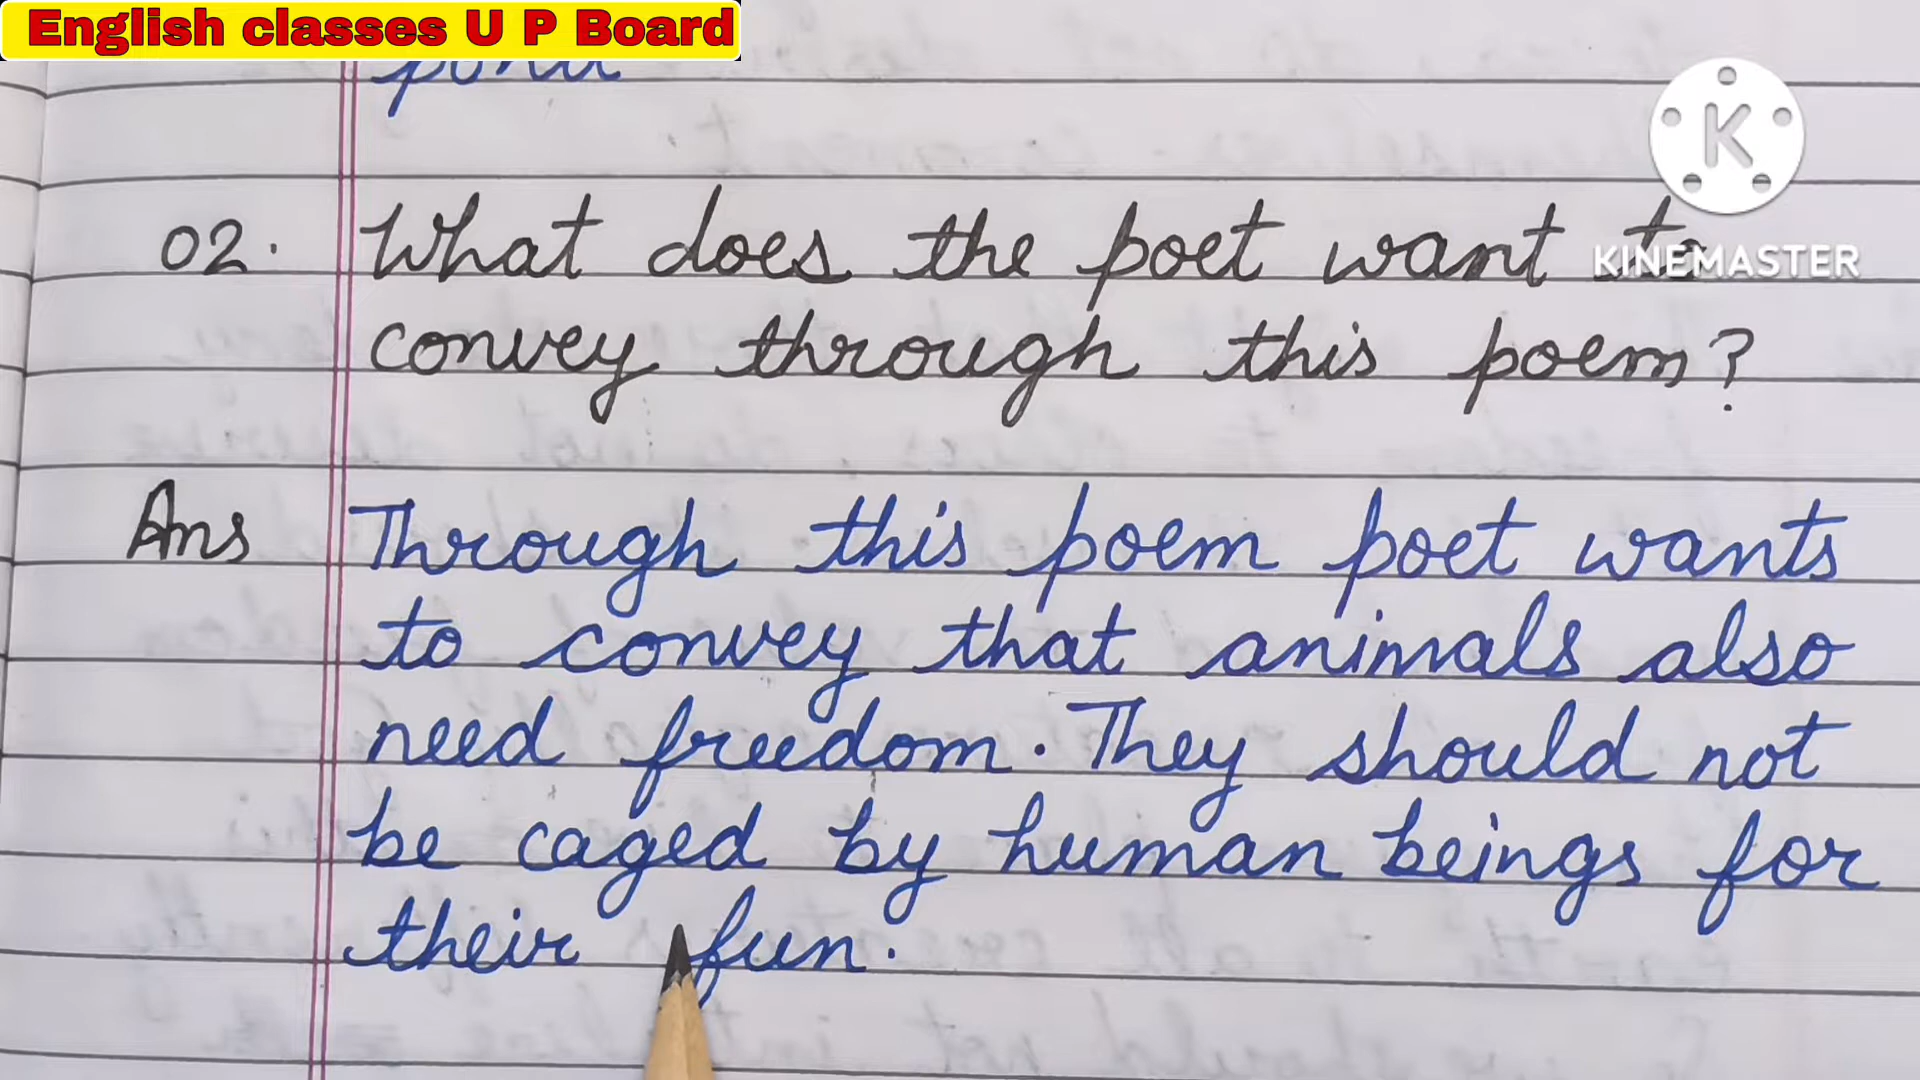 English classes U P Board
pond
02. What does the poet want to
KINEMASTER
convey through this poem?
Ans Through this poem poet wants
to convey that animals also
need freedom. They should not
be caged by human beings for
their fun.